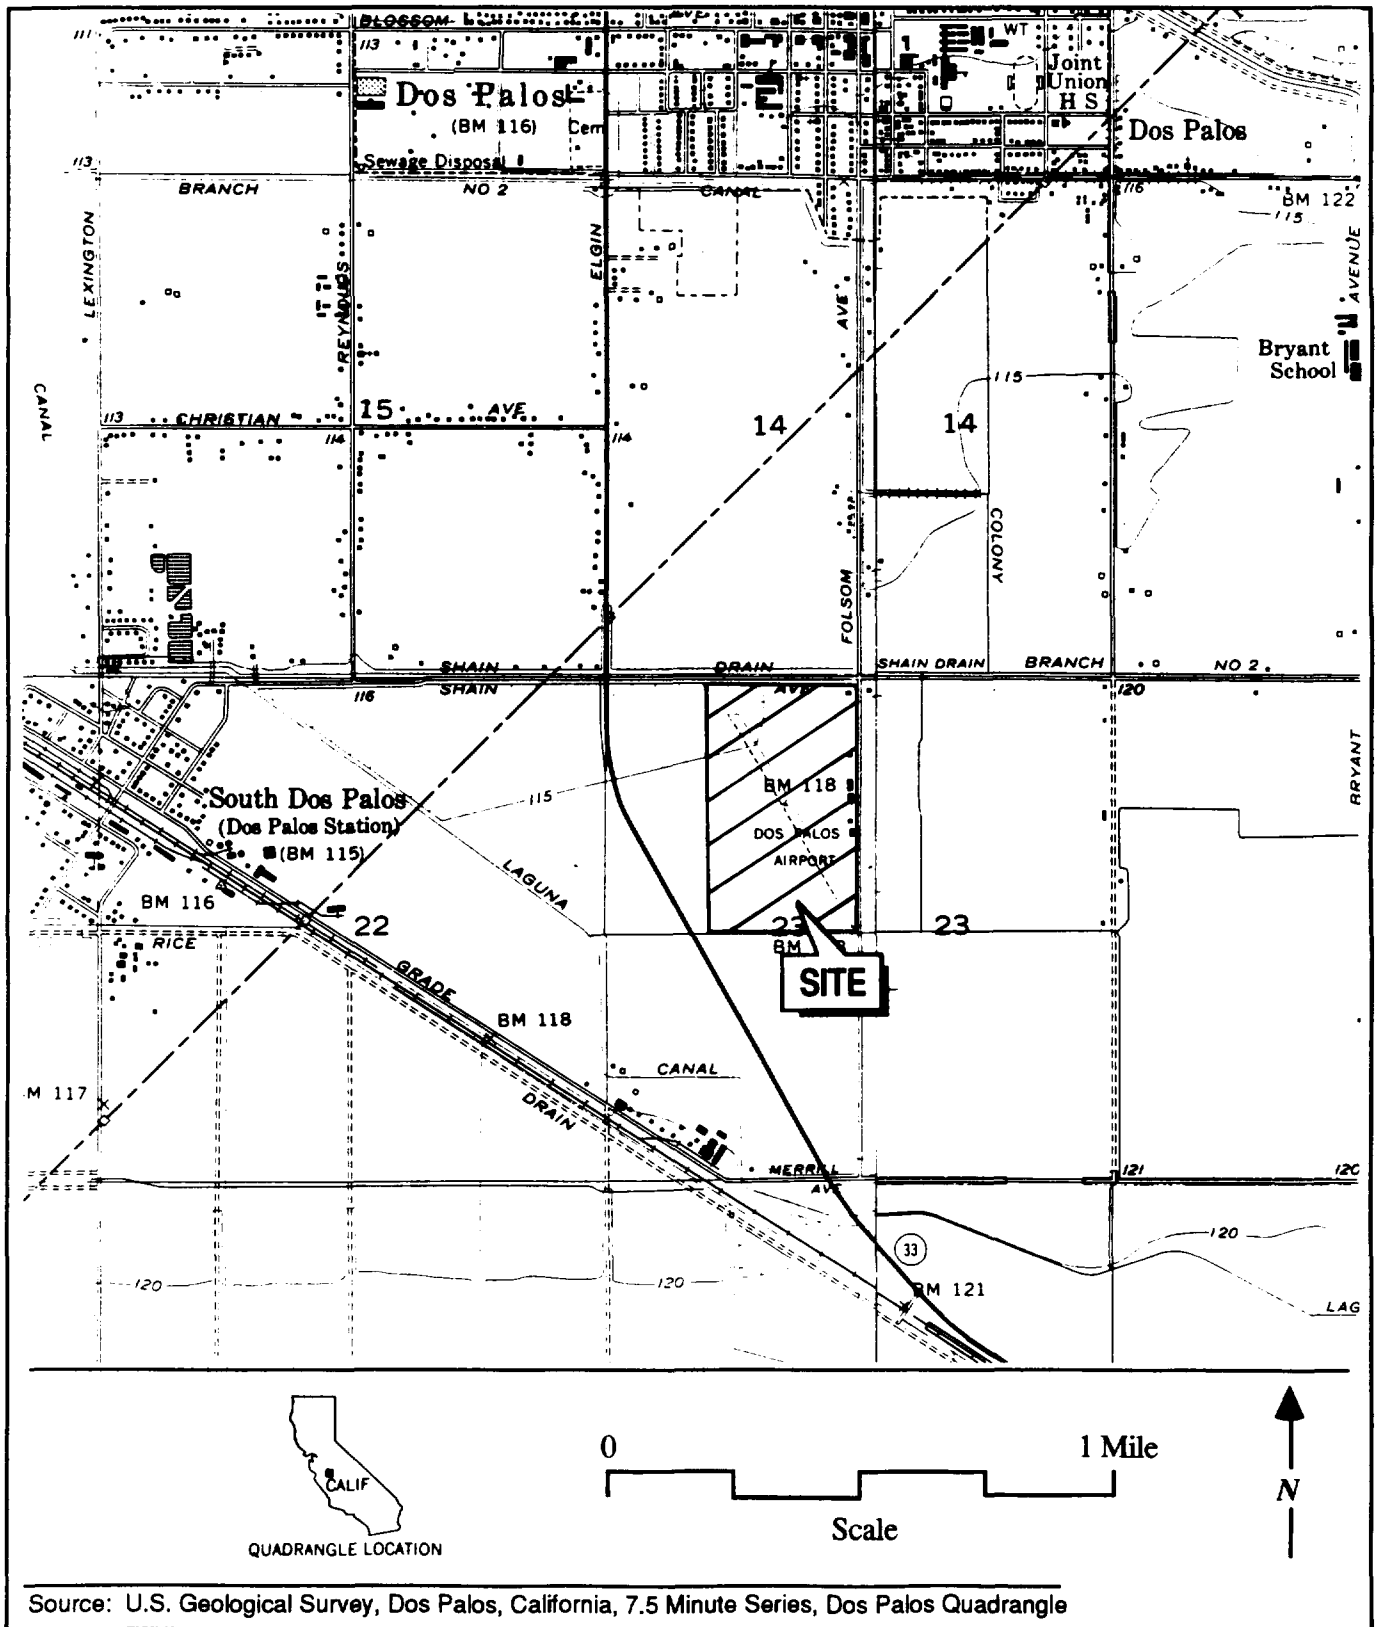 BLOSSOM AVE
111
113
WT
Joint
Union
H S
Dos Palos
(BM 116)
Cem
Dos Palos
113
Sewage Disposal
BRANCH NO 2 CANAL
116
BM 122
115
LEXINGTON
REYNOLDS
ELGIN
AVE
AVENUE
Bryant
School
CANAL
115
113
CHRISTIAN
15
AVE
114
114
14
14
COLONY
FOLSOM
SHAIN DRAIN
SHAIN DRAIN
BRANCH
NO 2
116
SHAIN
AVE
120
BRYANT
BM 118
South Dos Palos
(Dos Palos Station)
(BM 115)
115
DOS PALOS
AIRPORT
LAGUNA
BM 116
22
23
23
RICE
BM
SITE
GRADE
BM 118
CANAL
M 117
DRAIN
MERRILL
AVE
121
120
33
120
120
120
BM 121
LAG
0
1 Mile
CALIF
N
Scale
QUADRANGLE LOCATION
Source: U.S. Geological Survey, Dos Palos, California, 7.5 Minute Series, Dos Palos Quadrangle